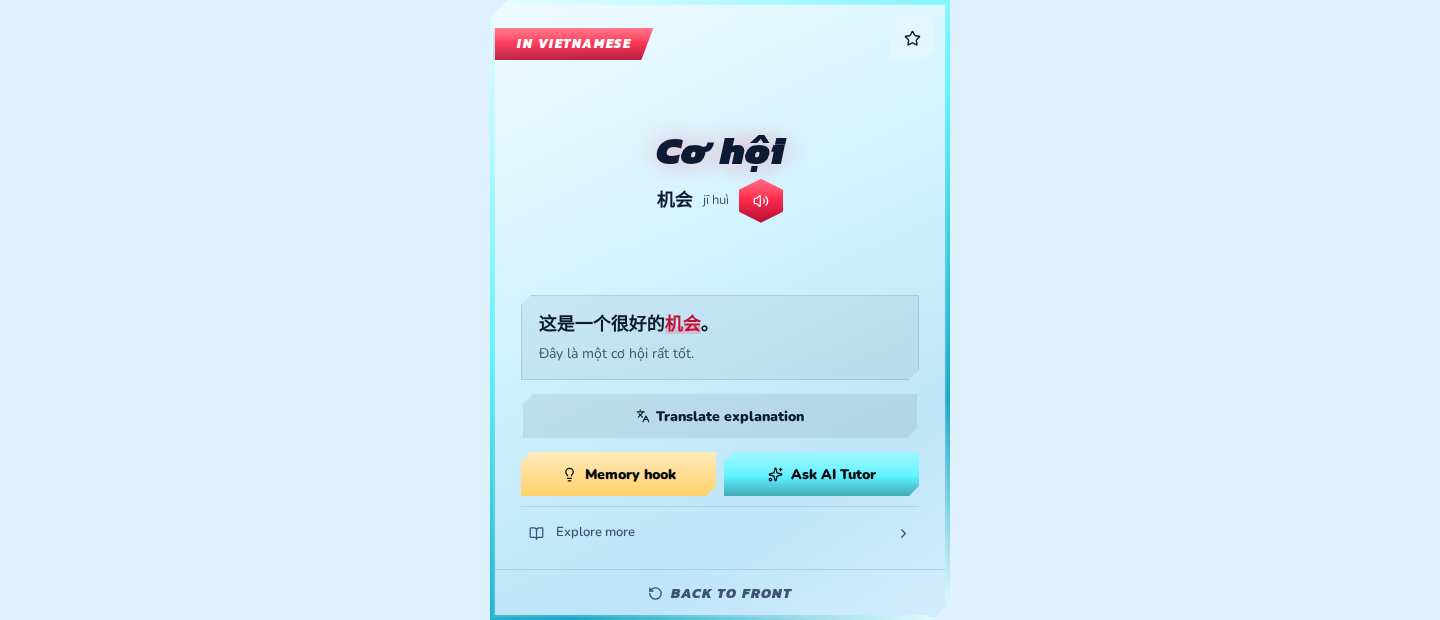 IN VIETNAMESE
Cơ hội
机会 jī huì
这是一个很好的机会。
Đây là một cơ hội rất tốt.
Translate explanation
Memory hook
Ask AI Tutor
Explore more
BACK TO FRONT